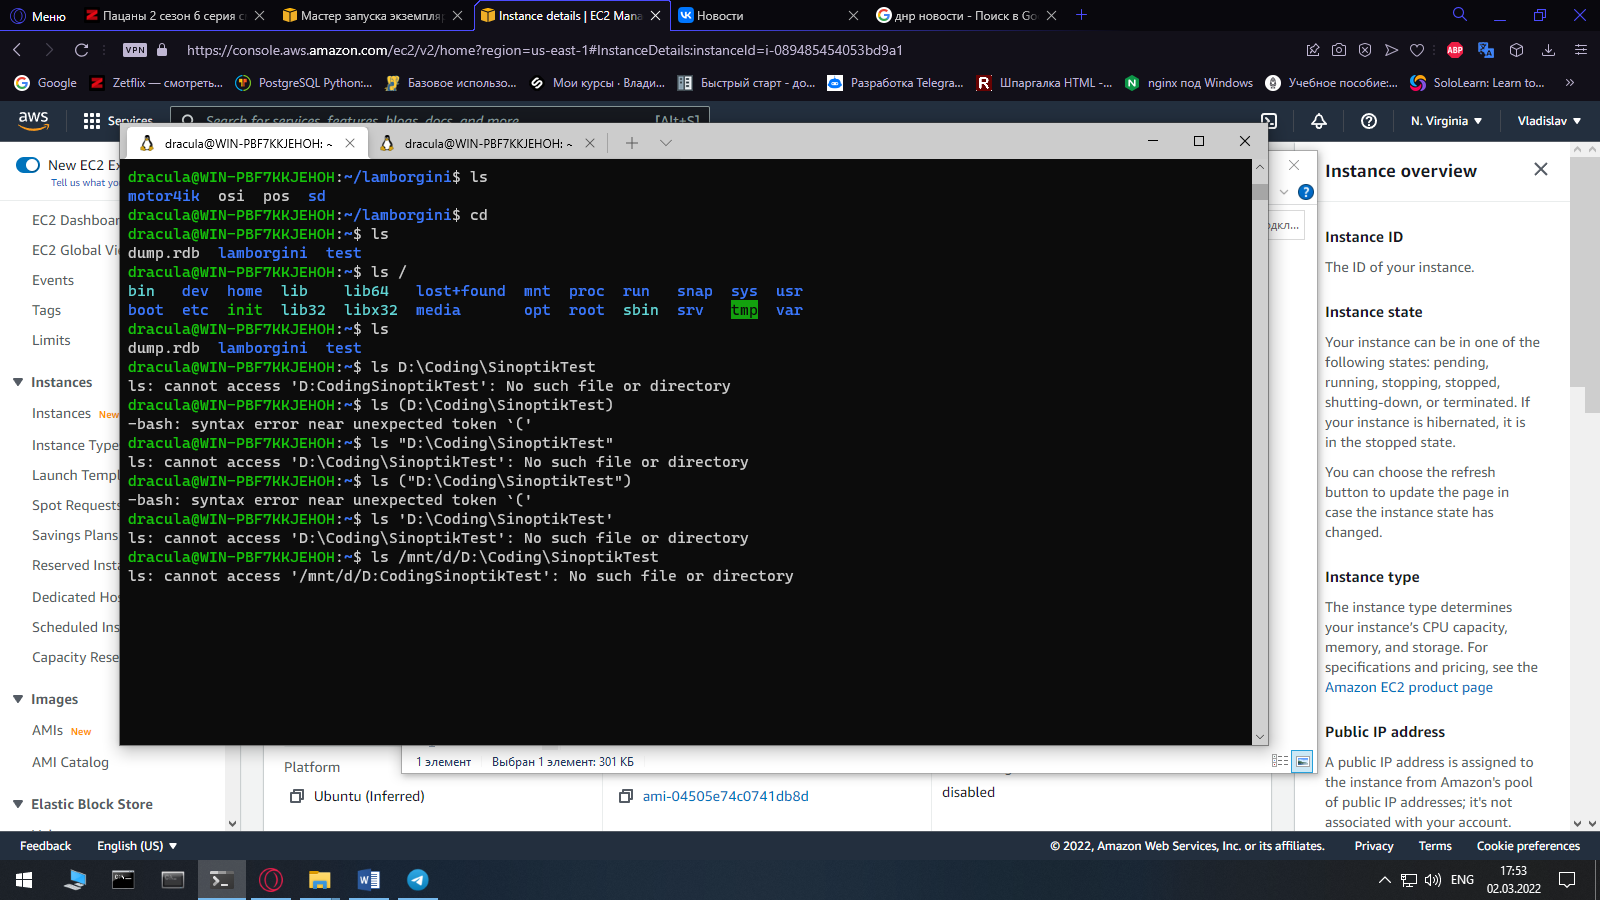 Меню
Пацаны 2 сезон 6 серия с
Мастер запуска экземпляр
Instance details | EC2 Mana
Новости
днр новости - Поиск в Go
VPN
https://console.aws.amazon.com/ec2/v2/home?region=us-east-1#InstanceDetails:instanceId=i-089485454053bd9a1
ABP
Google
Zetflix — смотреть...
PostgreSQL Python:...
Базовое использо...
Мои курсы · Влади...
Быстрый старт - до...
Разработка Telegra...
Шпаргалка HTML -...
nginx под Windows
Учебное пособие:...
SoloLearn: Learn to...
aws
Services
Search for services, features, blogs, docs, and more
[Alt+S]
N. Virginia
Vladislav
New EC2 Ex
Tell us what you
EC2 Dashboar
EC2 Global Vie
Events
Tags
Limits
Instances
Instances New
Instance Types
Launch Templ
Spot Requests
Savings Plans
Reserved Insta
Dedicated Hos
Scheduled Ins
Capacity Rese
Images
AMIs New
AMI Catalog
Elastic Block Store
dracula@WIN-PBF7KKJEHOH: ~
dracula@WIN-PBF7KKJEHOH: ~
dracula@WIN-PBF7KKJEHOH:~/lamborgini$ ls
motor4ik osi pos sd
dracula@WIN-PBF7KKJEHOH:~/lamborgini$ cd
dracula@WIN-PBF7KKJEHOH:~$ ls
dump.rdb lamborgini test
dracula@WIN-PBF7KKJEHOH:~$ ls /
bin dev home lib lib64 lost+found mnt proc run snap sys usr
boot etc init lib32 libx32 media opt root sbin srv tmp var
dracula@WIN-PBF7KKJEHOH:~$ ls
dump.rdb lamborgini test
dracula@WIN-PBF7KKJEHOH:~$ ls D:\Coding\SinoptikTest
ls: cannot access 'D:CodingSinoptikTest': No such file or directory
dracula@WIN-PBF7KKJEHOH:~$ ls (D:\Coding\SinoptikTest)
-bash: syntax error near unexpected token `('
dracula@WIN-PBF7KKJEHOH:~$ ls "D:\Coding\SinoptikTest"
ls: cannot access 'D:\Coding\SinoptikTest': No such file or directory
dracula@WIN-PBF7KKJEHOH:~$ ls ("D:\Coding\SinoptikTest")
-bash: syntax error near unexpected token `('
dracula@WIN-PBF7KKJEHOH:~$ ls 'D:\Coding\SinoptikTest'
ls: cannot access 'D:\Coding\SinoptikTest': No such file or directory
dracula@WIN-PBF7KKJEHOH:~$ ls /mnt/d/D:\Coding\SinoptikTest
ls: cannot access '/mnt/d/D:CodingSinoptikTest': No such file or directory
одкл...
1 элемент
Выбран 1 элемент: 301 КБ
Platform
Ubuntu (Inferred)
ami-04505e74c0741db8d
disabled
Instance overview
Instance ID
The ID of your instance.
Instance state
Your instance can be in one of the
following states: pending,
running, stopping, stopped,
shutting-down, or terminated. If
your instance is hibernated, it is
in the stopped state.
You can choose the refresh
button to update the page in
case the instance state has
changed.
Instance type
The instance type determines
your instance's CPU capacity,
memory, and storage. For
specifications and pricing, see the
Amazon EC2 product page
Public IP address
A public IP address is assigned to
the instance from Amazon's pool
of public IP addresses; it's not
associated with your account.
Feedback
English (US)
© 2022, Amazon Web Services, Inc. or its affiliates.
Privacy
Terms
Cookie preferences
ENG
17:53
02.03.2022